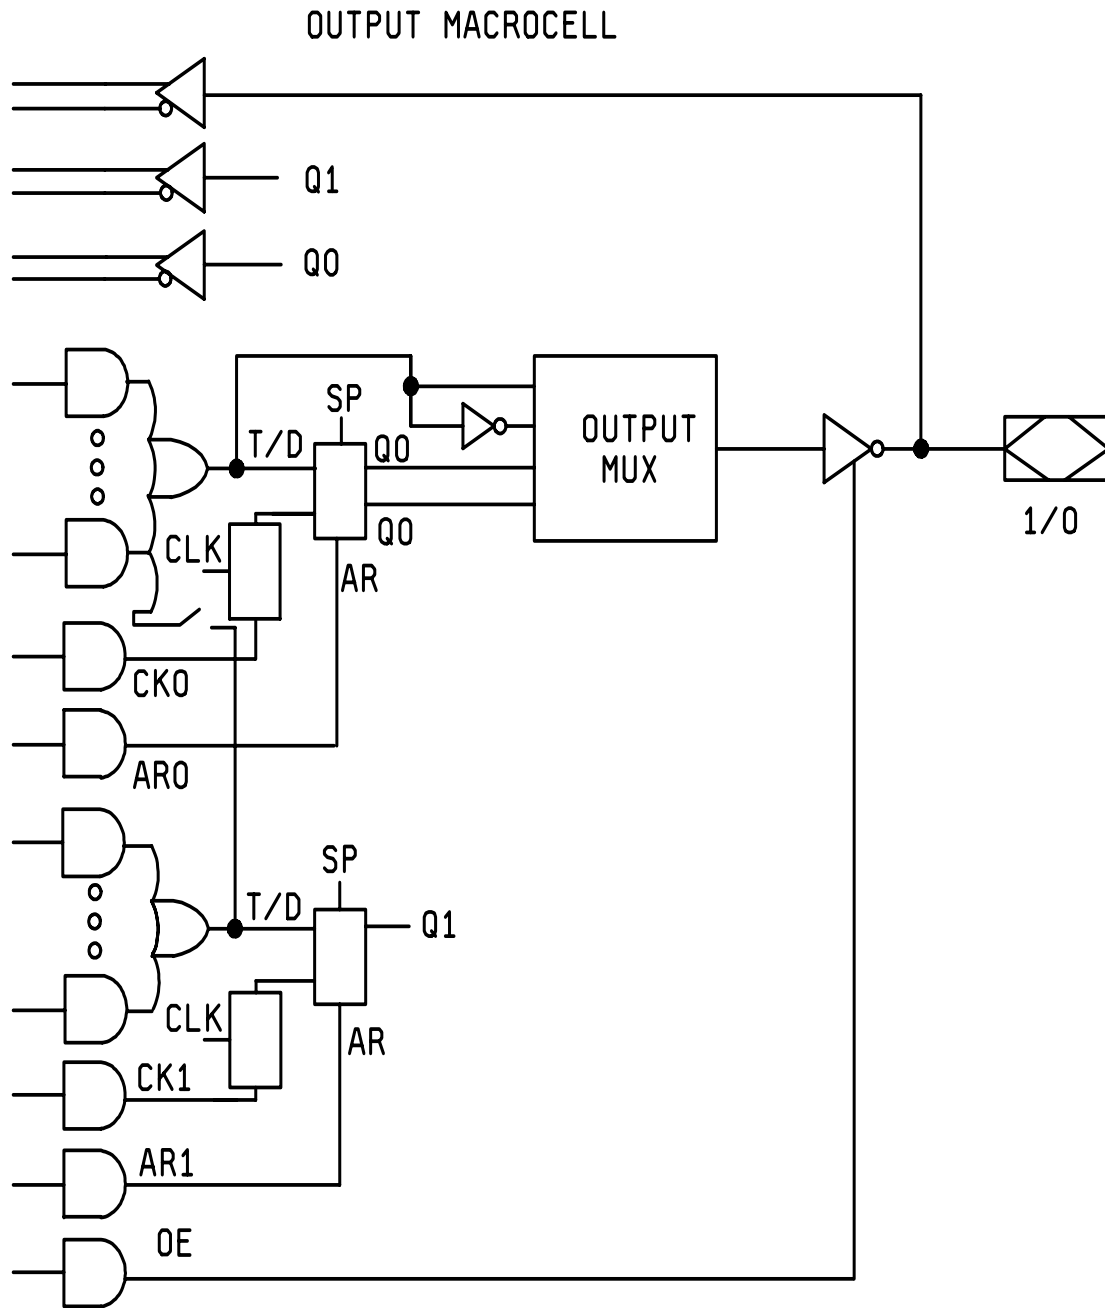 OUTPUT MACROCELL
Q1
Q0
SP
T/D
Q0
OUTPUT
MUX
Q0
1/0
CLK
AR
CK0
AR0
SP
T/D
Q1
CLK
AR
CK1
AR1
OE